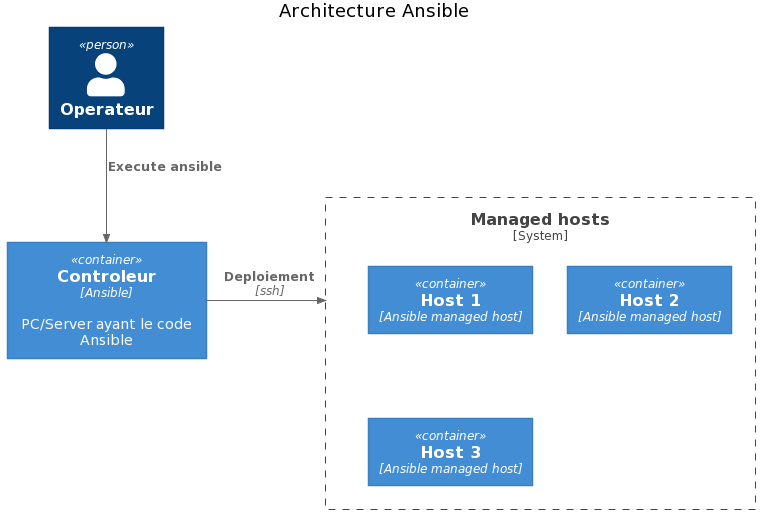 Architecture Ansible
«person»
Operateur
Execute ansible
«container»
Controleur
[Ansible]
PC/Server ayant le code
Ansible
Deploiement
[ssh]
Managed hosts
[System]
«container»
Host 1
[Ansible managed host]
«container»
Host 2
[Ansible managed host]
«container»
Host 3
[Ansible managed host]